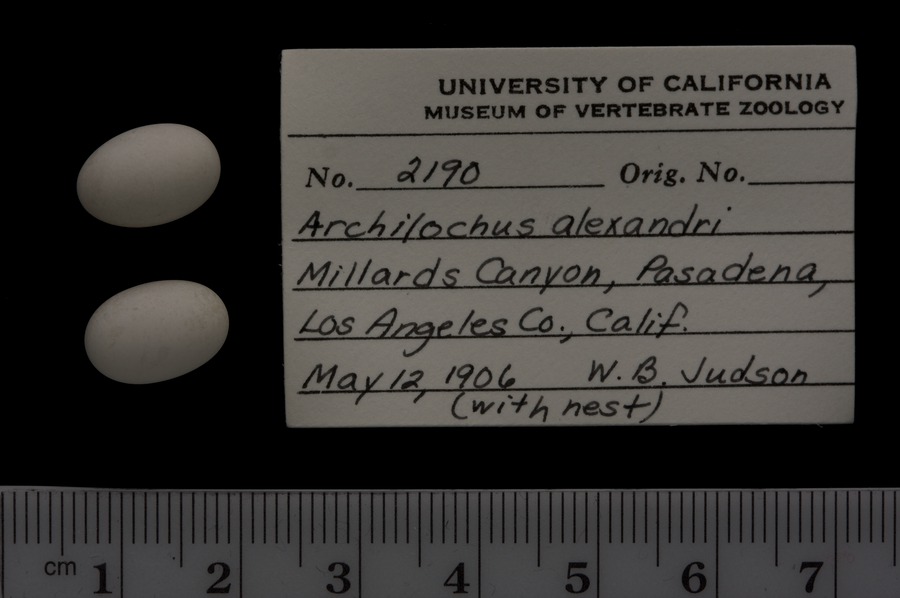 UNIVERSITY OF CALIFORNIA
MUSEUM OF VERTEBRATE ZOOLOGY
No. 2190 Orig. No.
Archilochus alexandri
Millards Canyon, Pasadena,
Los Angeles Co., Calif.
May 12, 1906 W. B. Judson
(with nest)
cm 1 2 3 4 5 6 7